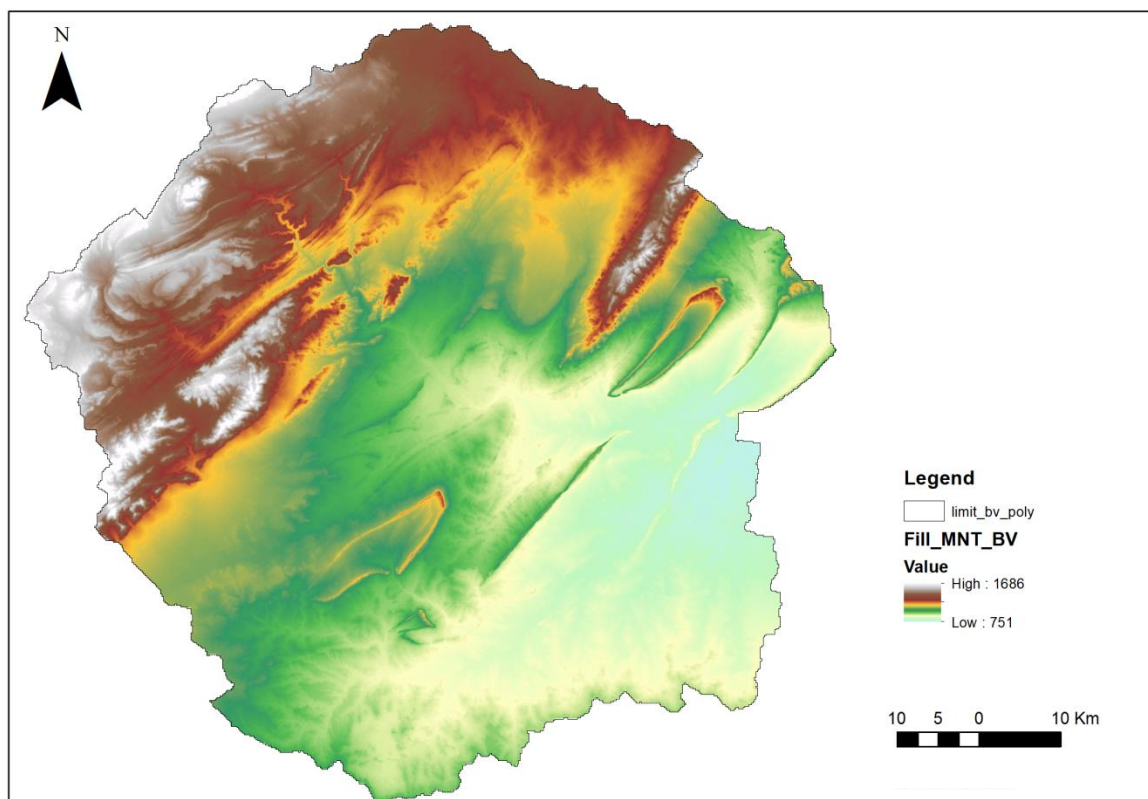 N
Legend
limit_bv_poly
Fill_MNT_BV
Value
High : 1686
Low : 751
10 5 0 10 Km